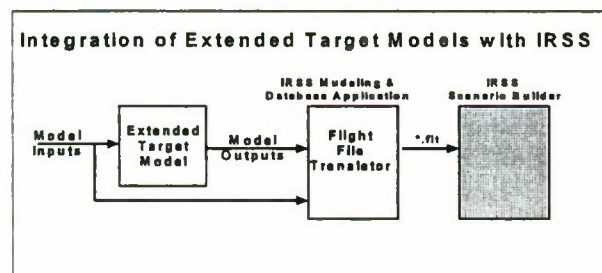 Integration of Extended Target Models with IRSS
IRSS Modeling &
Database Application
IRSS
Scenario Builder
Model
Inputs
Extended
Target
Model
Model
Outputs
Flight
File
Translator
*.flt